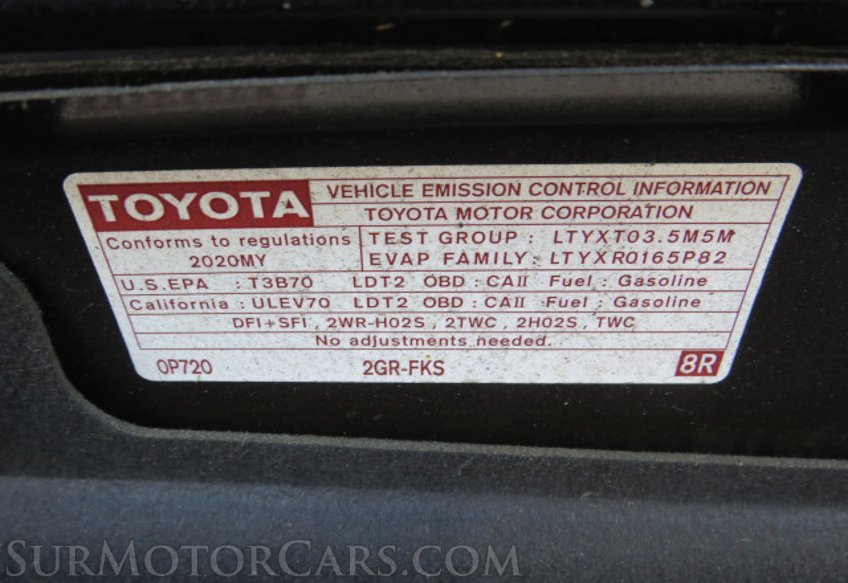 TOYOTA
VEHICLE EMISSION CONTROL INFORMATION
TOYOTA MOTOR CORPORATION
Conforms to regulations
2020MY
TEST GROUP : LTYXT03.5M5M
EVAP FAMILY: LTYXR0165P82
U.S.EPA : T3B70 LDT2 OBD : CAII Fuel : Gasoline
California : ULEV70 LDT2 OBD : CAII Fuel : Gasoline
DFI+SFI , 2WR-HO2S , 2TWC , 2HO2S , TWC
No adjustments needed.
0P720 2GR-FKS 8R
SURMOTORCARS.COM